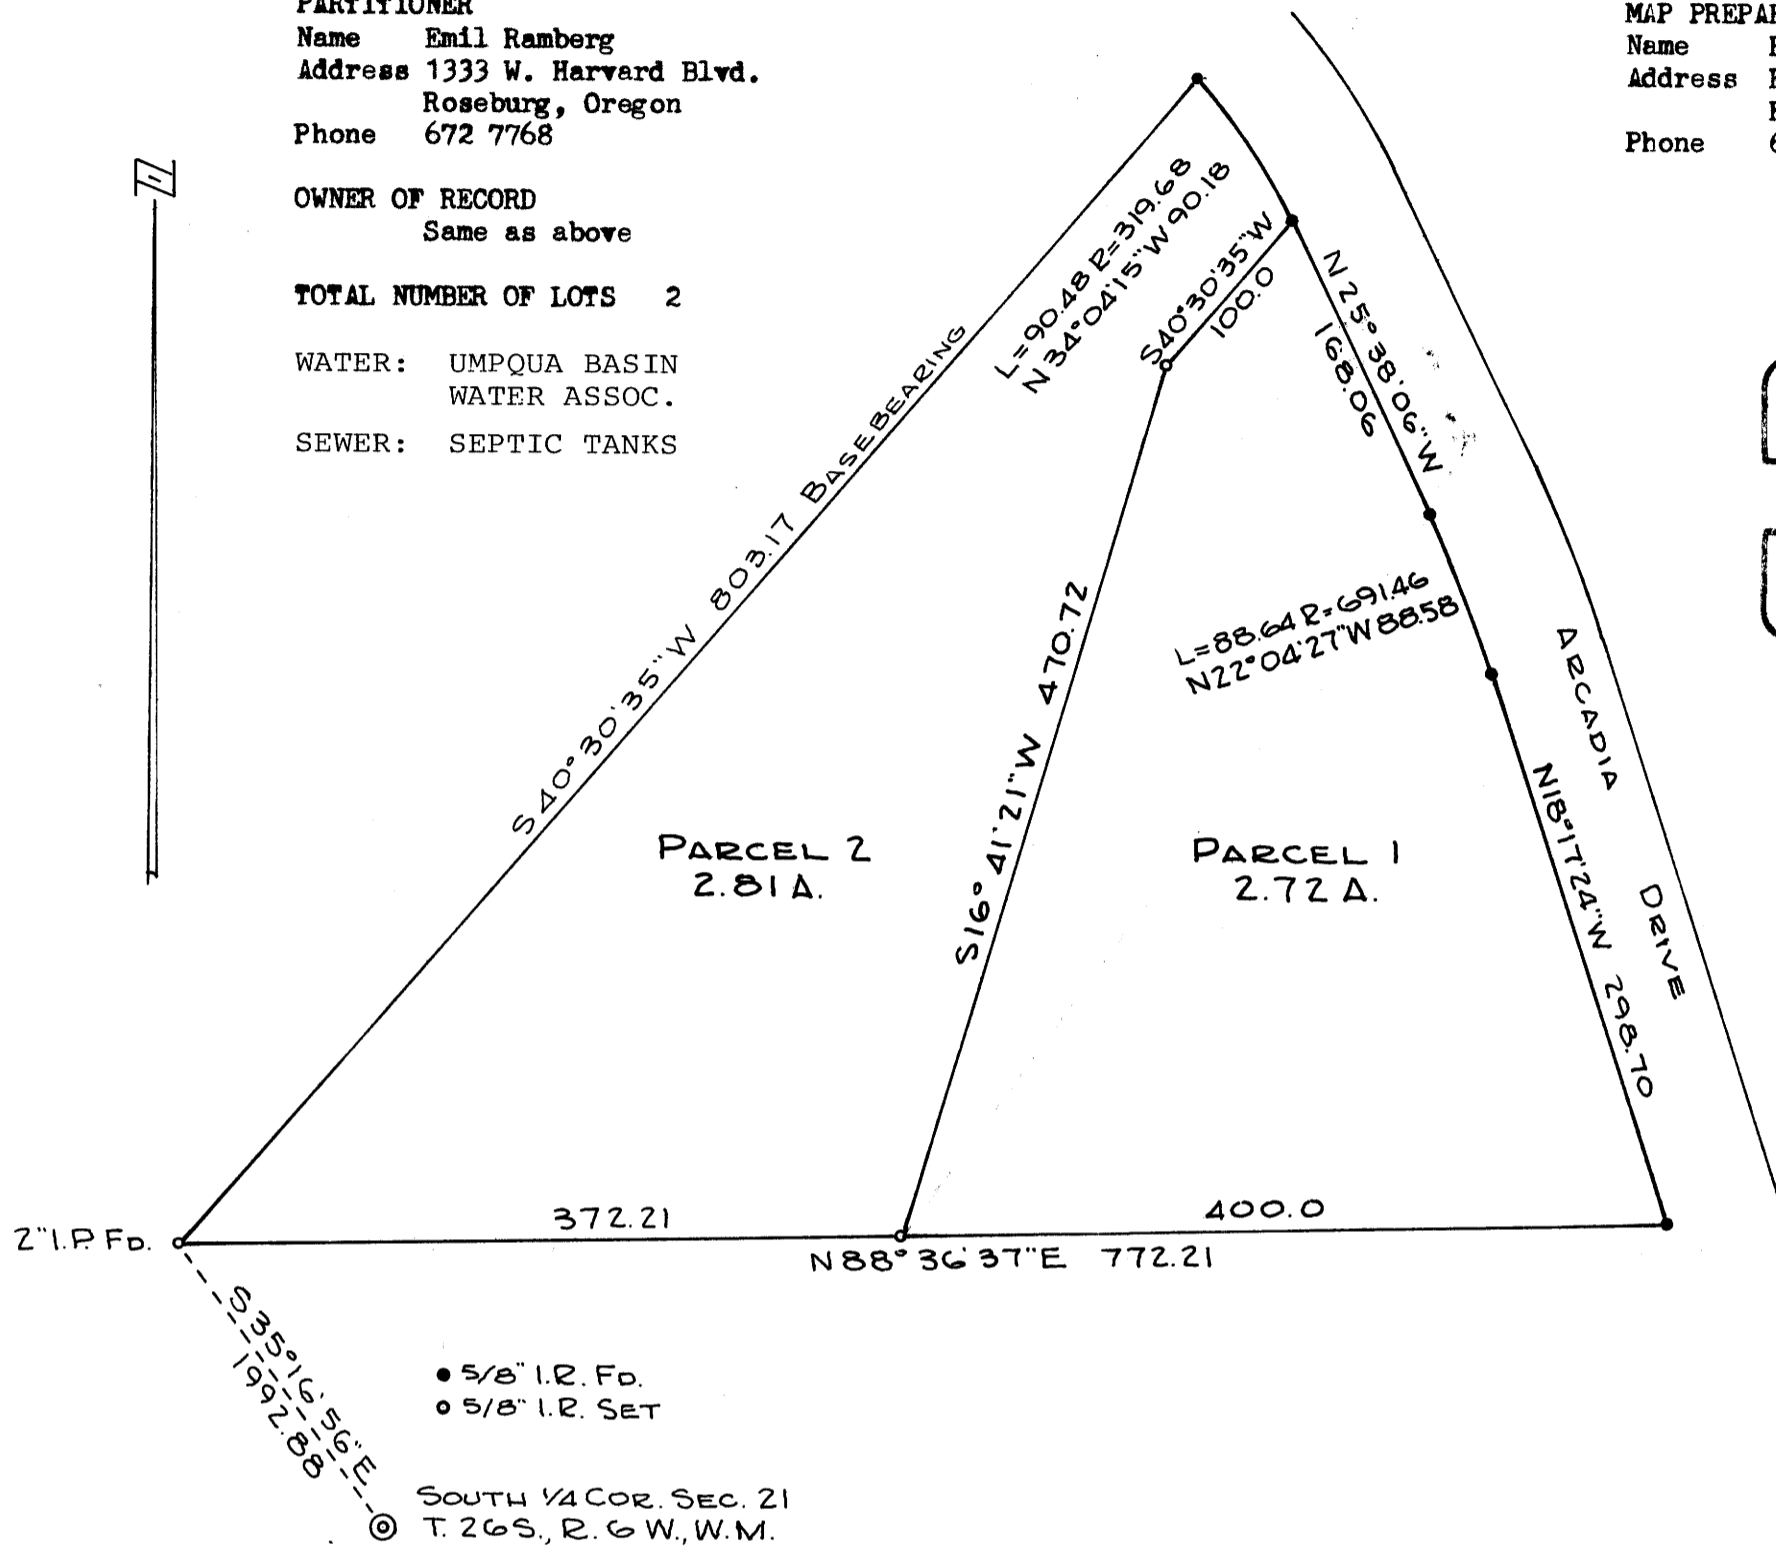 PARTITIONER
Name Emil Ramberg
Address 1333 W. Harvard Blvd.
Roseburg, Oregon
Phone 672 7768
OWNER OF RECORD
Same as above
TOTAL NUMBER OF LOTS 2
WATER: UMPQUA BASIN
WATER ASSOC.
SEWER: SEPTIC TANKS
MAP PREPA
Name
Address
Phone
N
S 40° 30' 35" W 803.17 BASE BEARING
L=90.48 R=319.68
N 34° 04' 15" W 90.18
S40°30'35"W
100.0
N 25° 38' 06" W
168.06
L=88.64 R=691.46
N22°04'27"W 88.58
S16° 41' 21" W 470.72
N18°17'24"W 298.70
ARCADIA DRIVE
PARCEL 2
2.81 A.
PARCEL 1
2.72 A.
372.21
400.0
N 88° 36' 37" E 772.21
2" I.P. FD.
S 35° 16' 56" E
1992.88
5/8" I.R. FD.
5/8" I.R. SET
SOUTH 1/4 COR. SEC. 21
T. 26 S., R. 6 W., W.M.